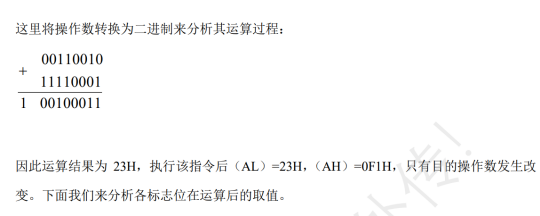 这里将操作数转换为二进制来分析其运算过程：
00110010
+
11110001
1 00100011
因此运算结果为 23H，执行该指令后（AL）=23H，（AH）=0F1H，只有目的操作数发生改
变。下面我们来分析各标志位在运算后的取值。
外传！